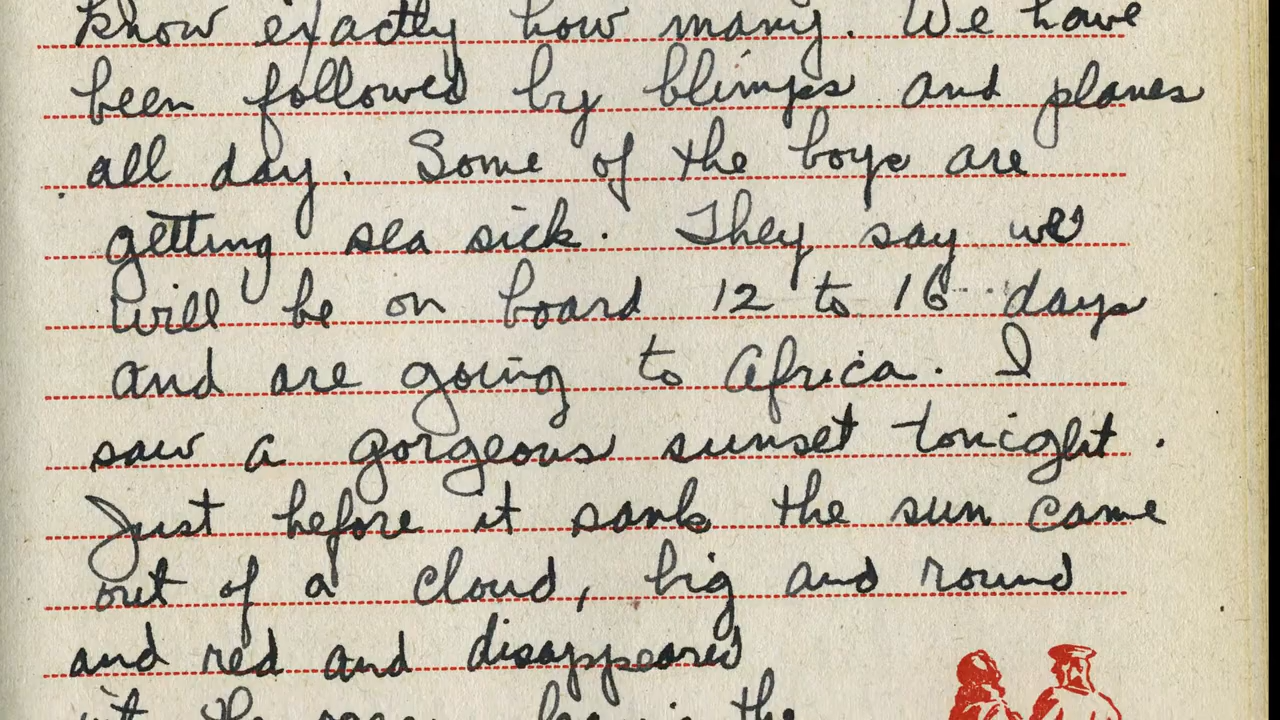 know exactly how many. We have
been followed by blimps and planes
all day. Some of the boys are
getting sea sick. They say we
will be on board 12 to 16 days
and are going to Africa. I
saw a gorgeous sunset tonight.
Just before it sank the sun came
out of a cloud, big and round
and red and disappeared
the the